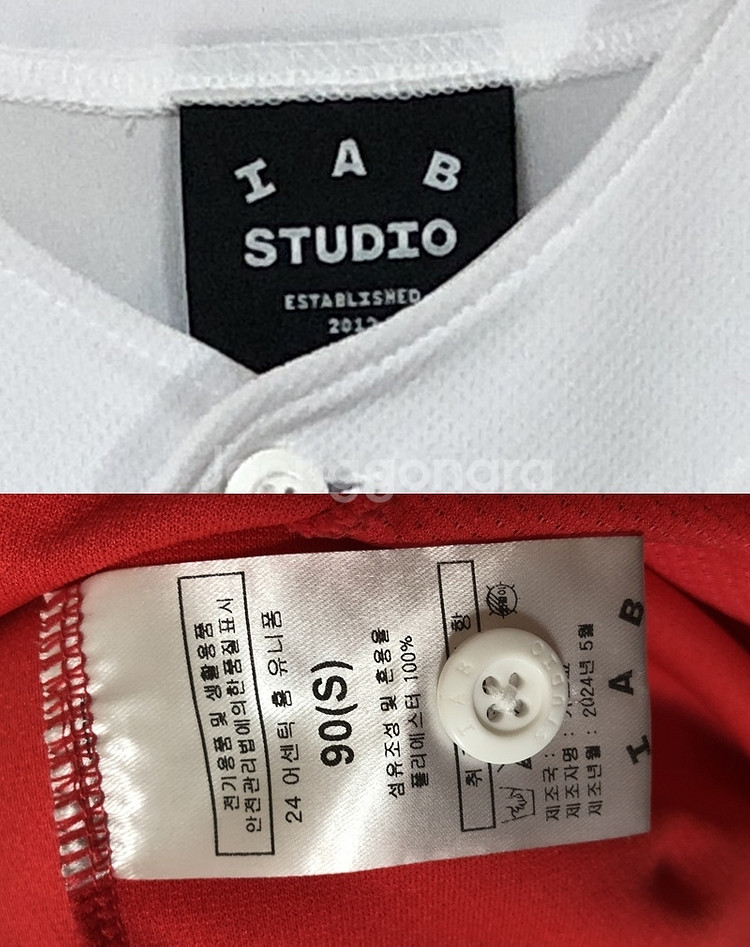 I A B
STUDIO
ESTABLISHED
Joonggonara
전기용품 및 생활용품
안전관리법에의한품질표시
24 어센틱 홈 유니폼
90(S)
섬유조성 및 혼용율
폴리에스터 100%
취
항
제조국 :
제조자명 :
제조년월 : 2024년 5월
I A B
I A B STUDIO